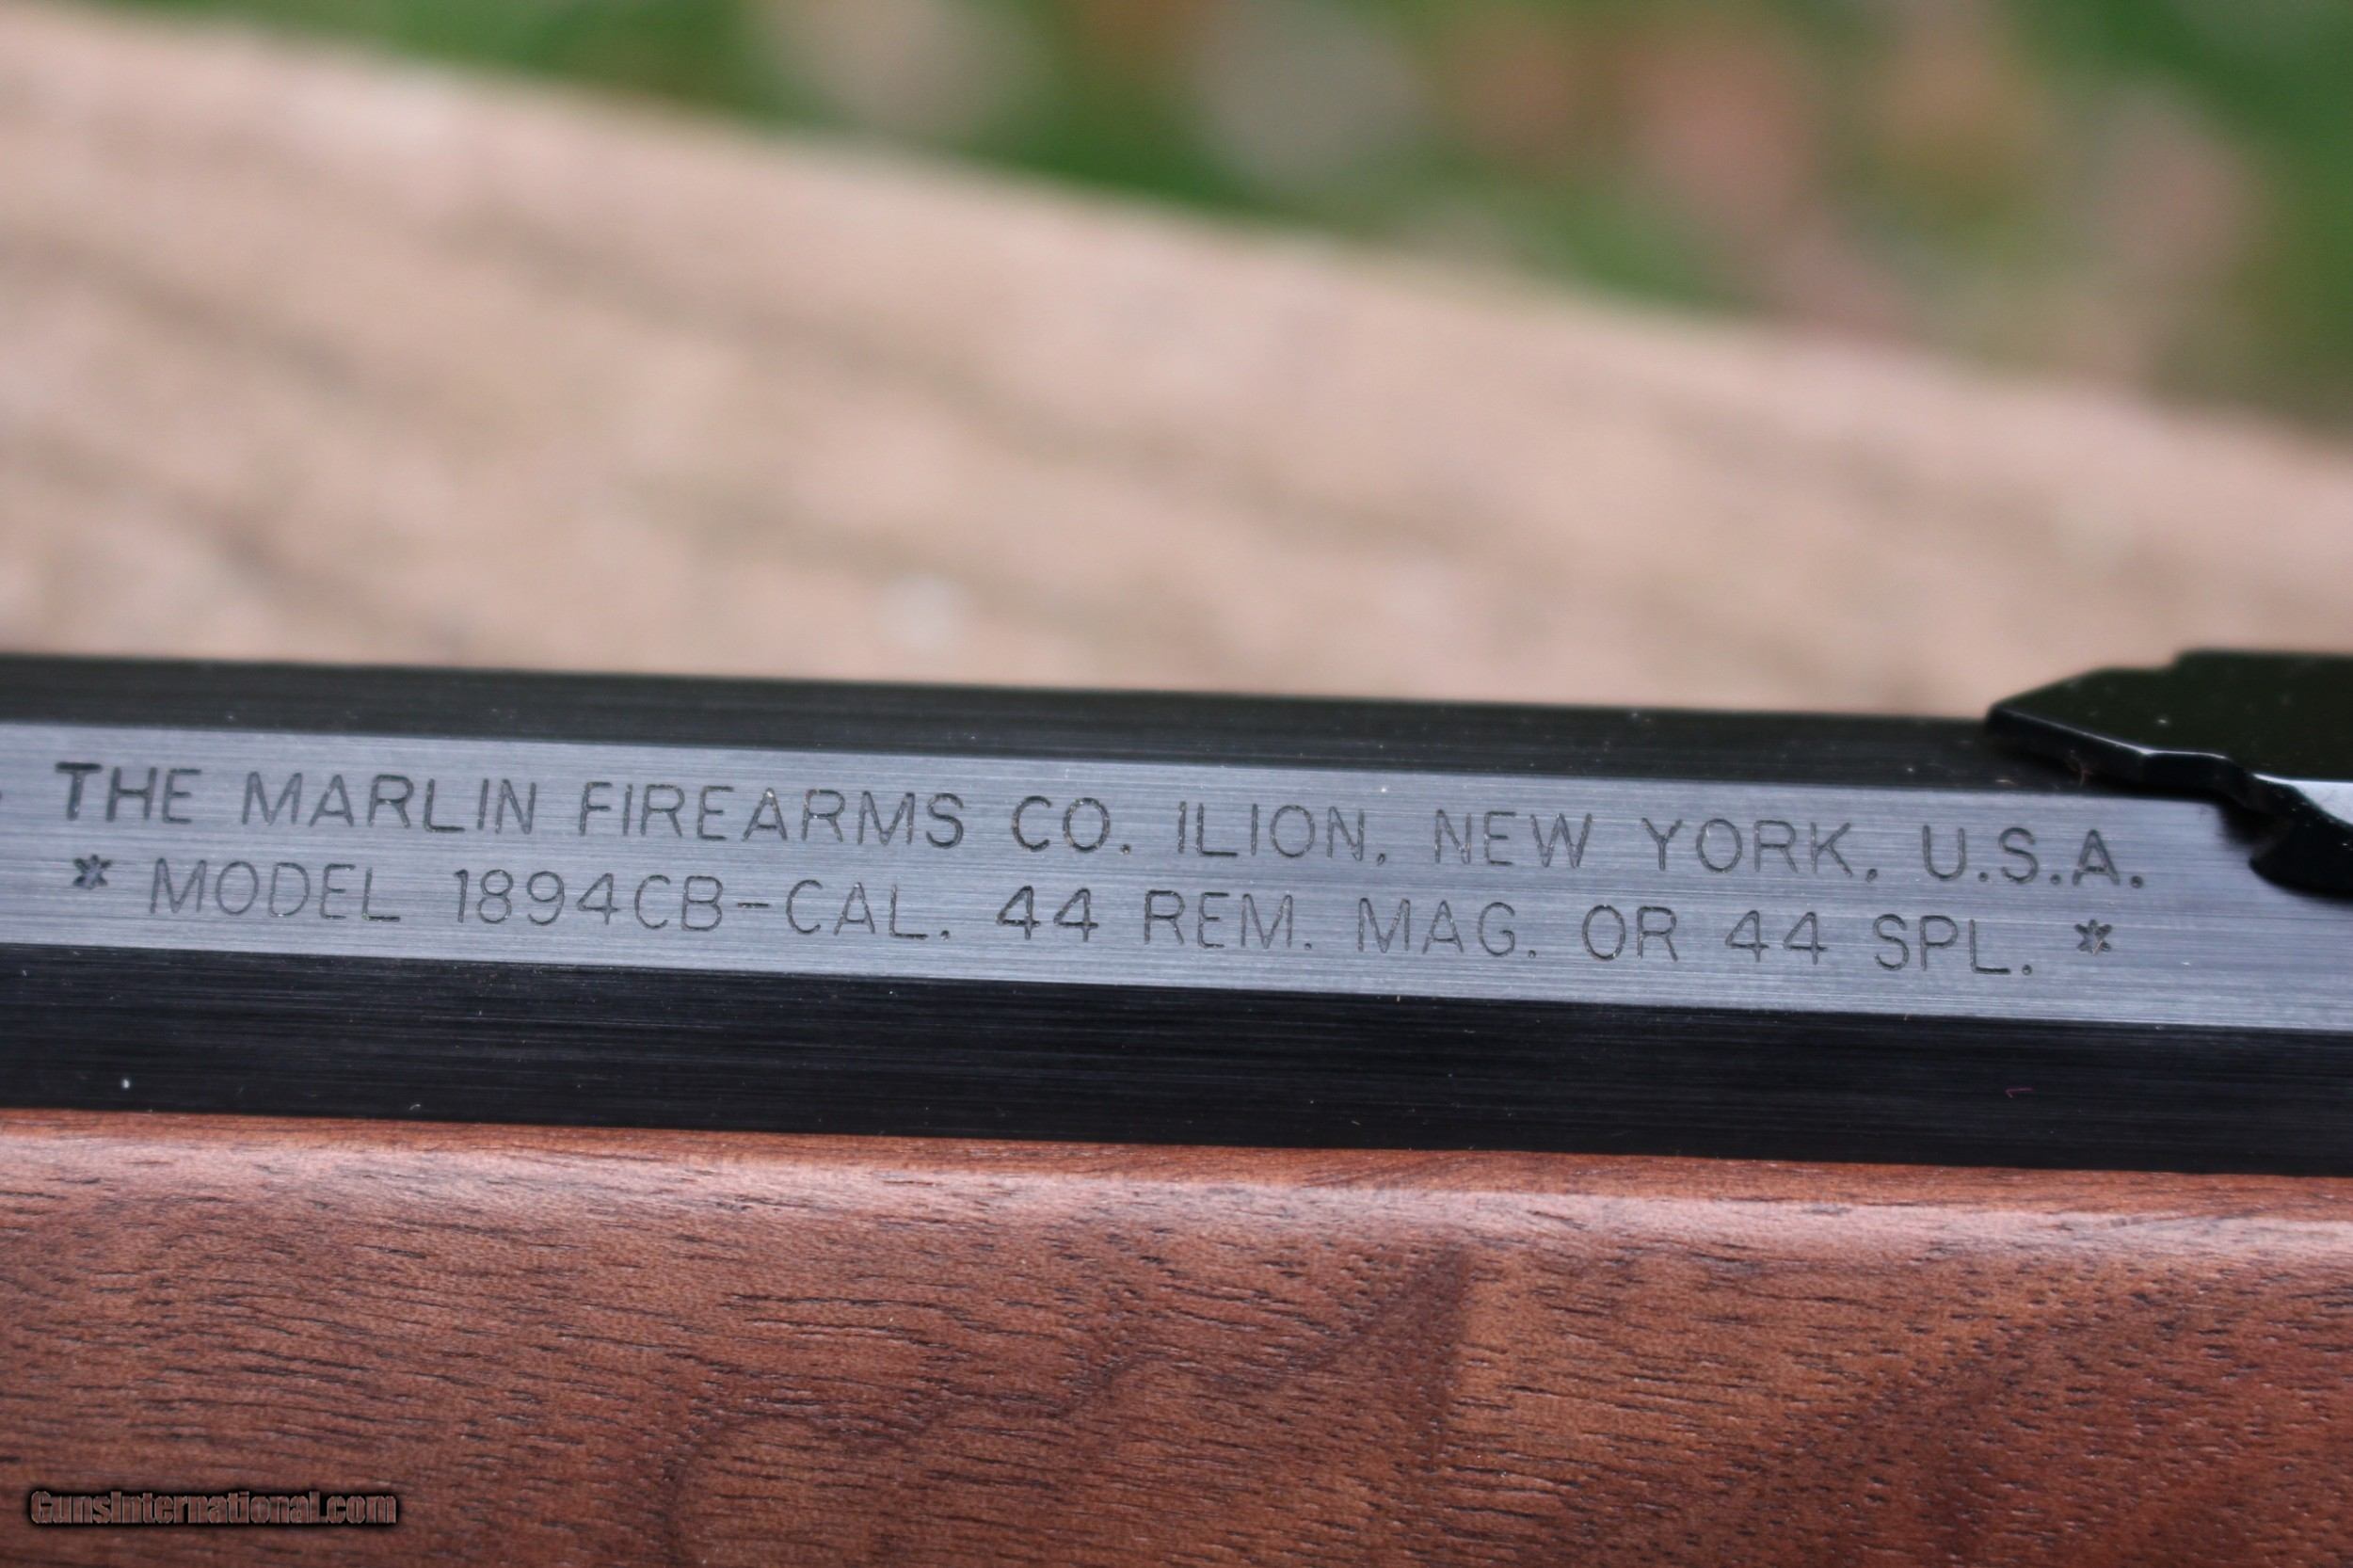 THE MARLIN FIREARMS CO. ILION, NEW YORK, U.S.A.
* MODEL 1894CB-CAL. 44 REM. MAG. OR 44 SPL. *
GunsInternational.com